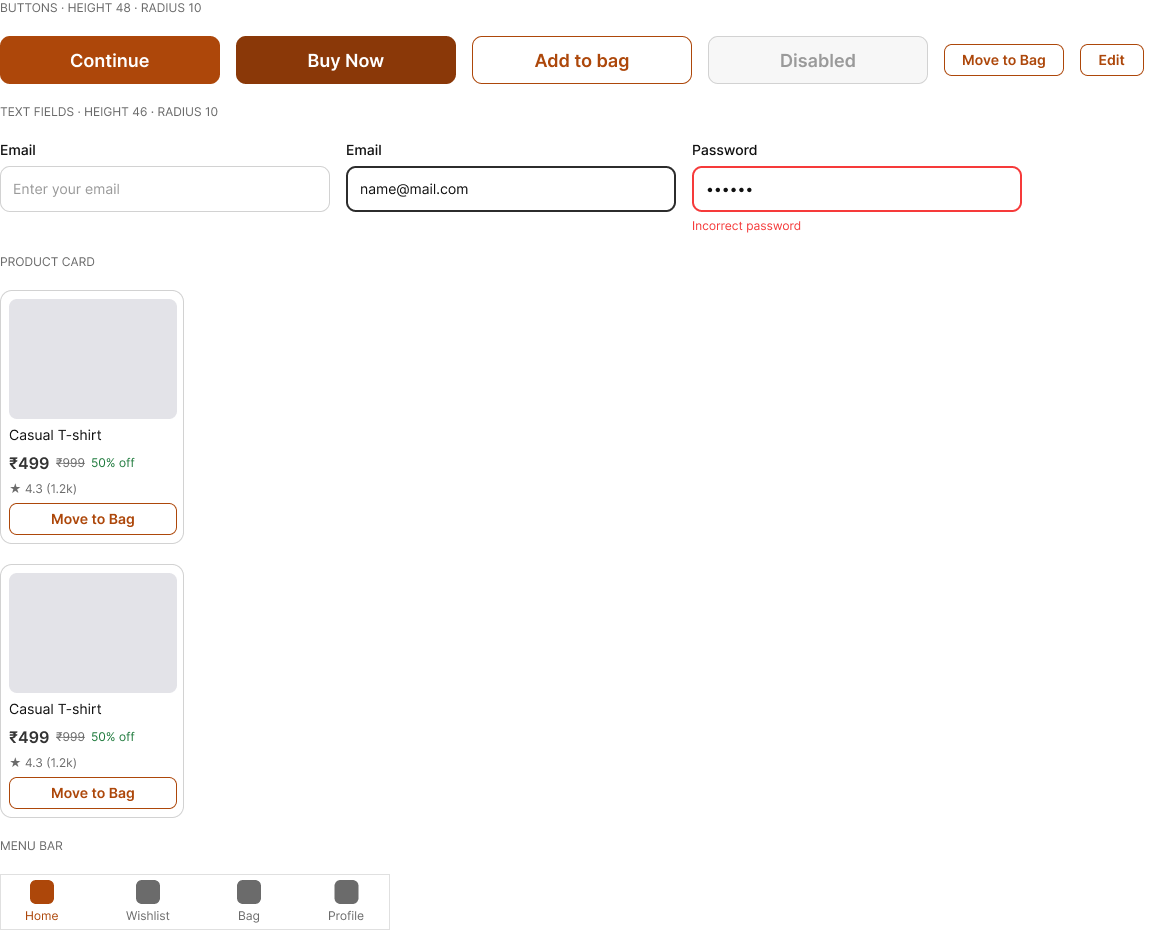 BUTTONS · HEIGHT 48 · RADIUS 10
Continue
Buy Now
Add to bag
Disabled
Move to Bag
Edit
TEXT FIELDS · HEIGHT 46 · RADIUS 10
Email
Email
Password
Enter your email
name@mail.com
••••••
Incorrect password
PRODUCT CARD
Casual T-shirt
₹499 ₹999 50% off
★ 4.3 (1.2k)
Move to Bag
Casual T-shirt
₹499 ₹999 50% off
★ 4.3 (1.2k)
Move to Bag
MENU BAR
Home
Wishlist
Bag
Profile